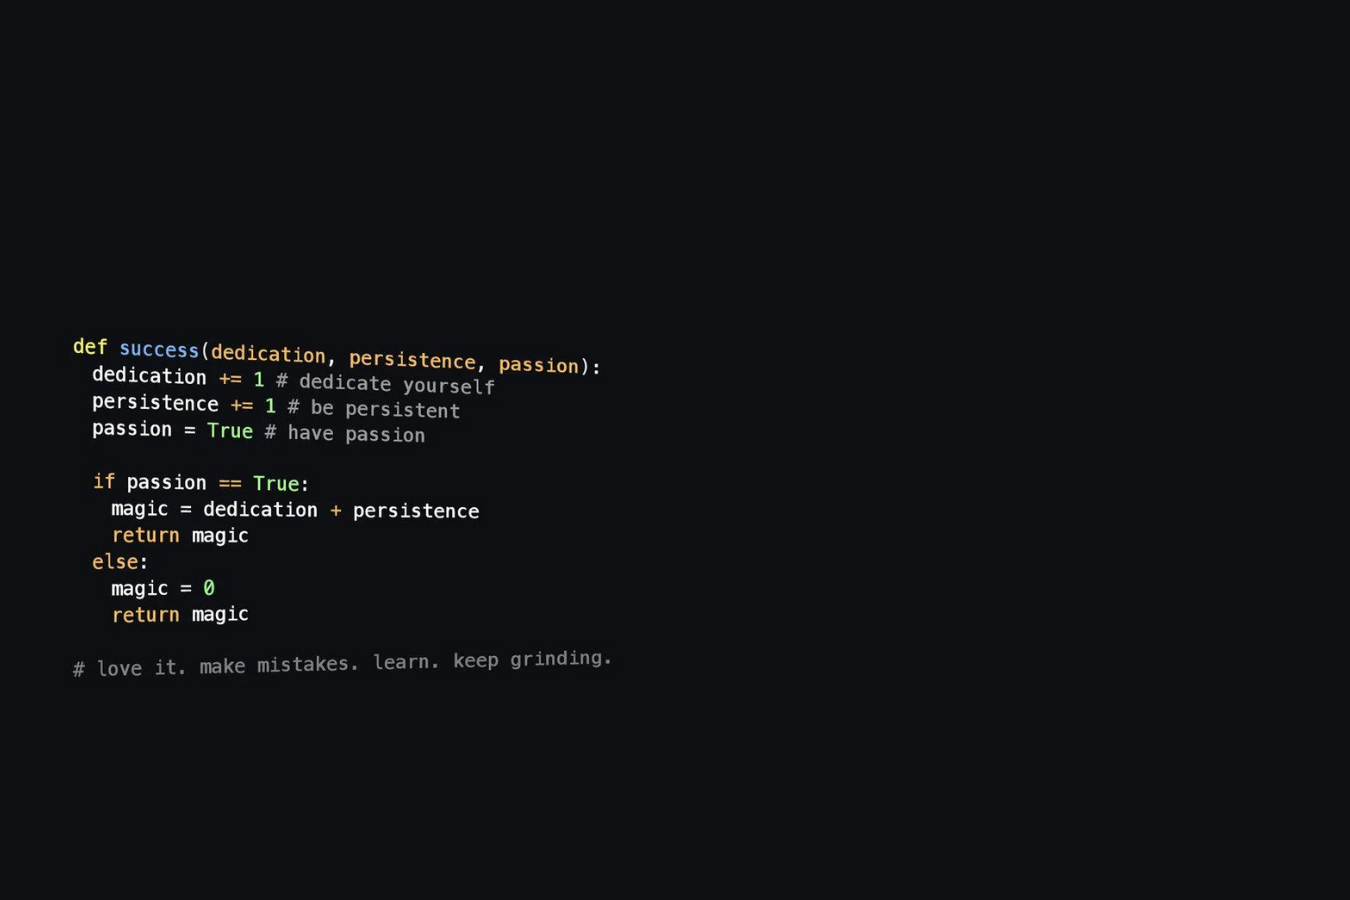 def success(dedication, persistence, passion):
  dedication += 1 # dedicate yourself
  persistence += 1 # be persistent
  passion = True # have passion

  if passion == True:
    magic = dedication + persistence
    return magic
  else:
    magic = 0
    return magic

# love it. make mistakes. learn. keep grinding.